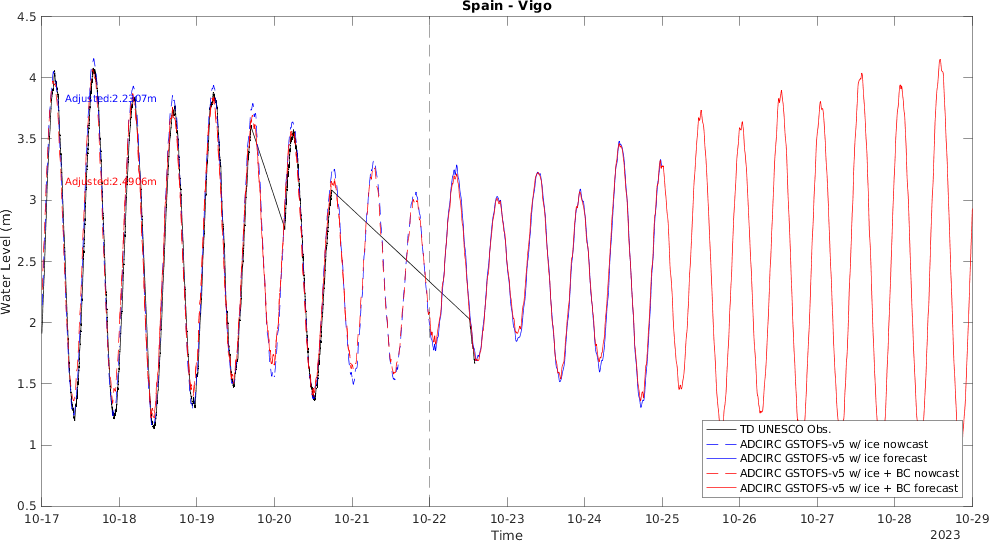 Spain - Vigo
4.5
4
3.5
3
2.5
2
1.5
1
0.5
Water Level (m)
Adjusted:2.2307m
Adjusted:2.4906m
TD UNESCO Obs.
ADCIRC GSTOFS-v5 w/ ice nowcast
ADCIRC GSTOFS-v5 w/ ice forecast
ADCIRC GSTOFS-v5 w/ ice + BC nowcast
ADCIRC GSTOFS-v5 w/ ice + BC forecast
10-17 10-18 10-19 10-20 10-21 10-22 10-23 10-24 10-25 10-26 10-27 10-28 10-29
Time
2023